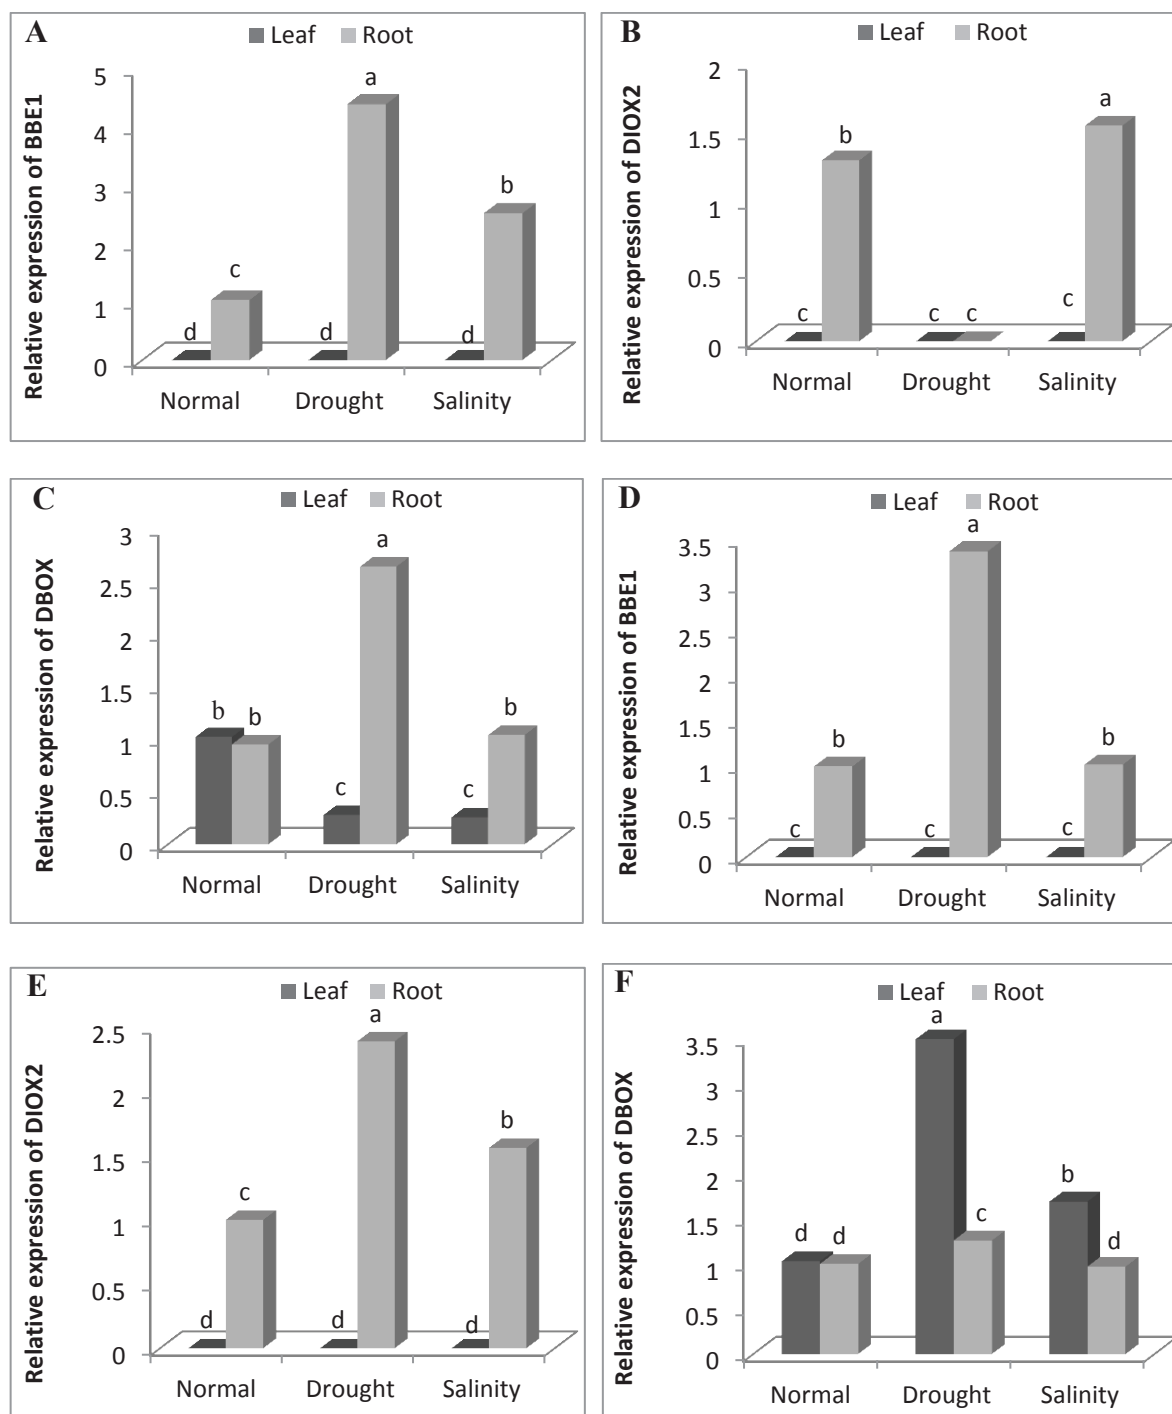 A
Leaf Root
Relative expression of BBE1
5
4
3
2
1
0
d c d a d b
Normal Drought Salinity
B
Leaf Root
Relative expression of DIOX2
2
1.5
1
0.5
0
c b c c c a
Normal Drought Salinity
C
Leaf Root
Relative expression of DBOX
3
2.5
2
1.5
1
0.5
0
b b c a c b
Normal Drought Salinity
D
Leaf Root
Relative expression of BBE1
3.5
3
2.5
2
1.5
1
0.5
0
c b c a c b
Normal Drought Salinity
E
Leaf Root
Relative expression of DIOX2
2.5
2
1.5
1
0.5
0
d c d a d b
Normal Drought Salinity
F
Leaf Root
Relative expression of DBOX
3.5
3
2.5
2
1.5
1
0.5
0
d d a c b d
Normal Drought Salinity